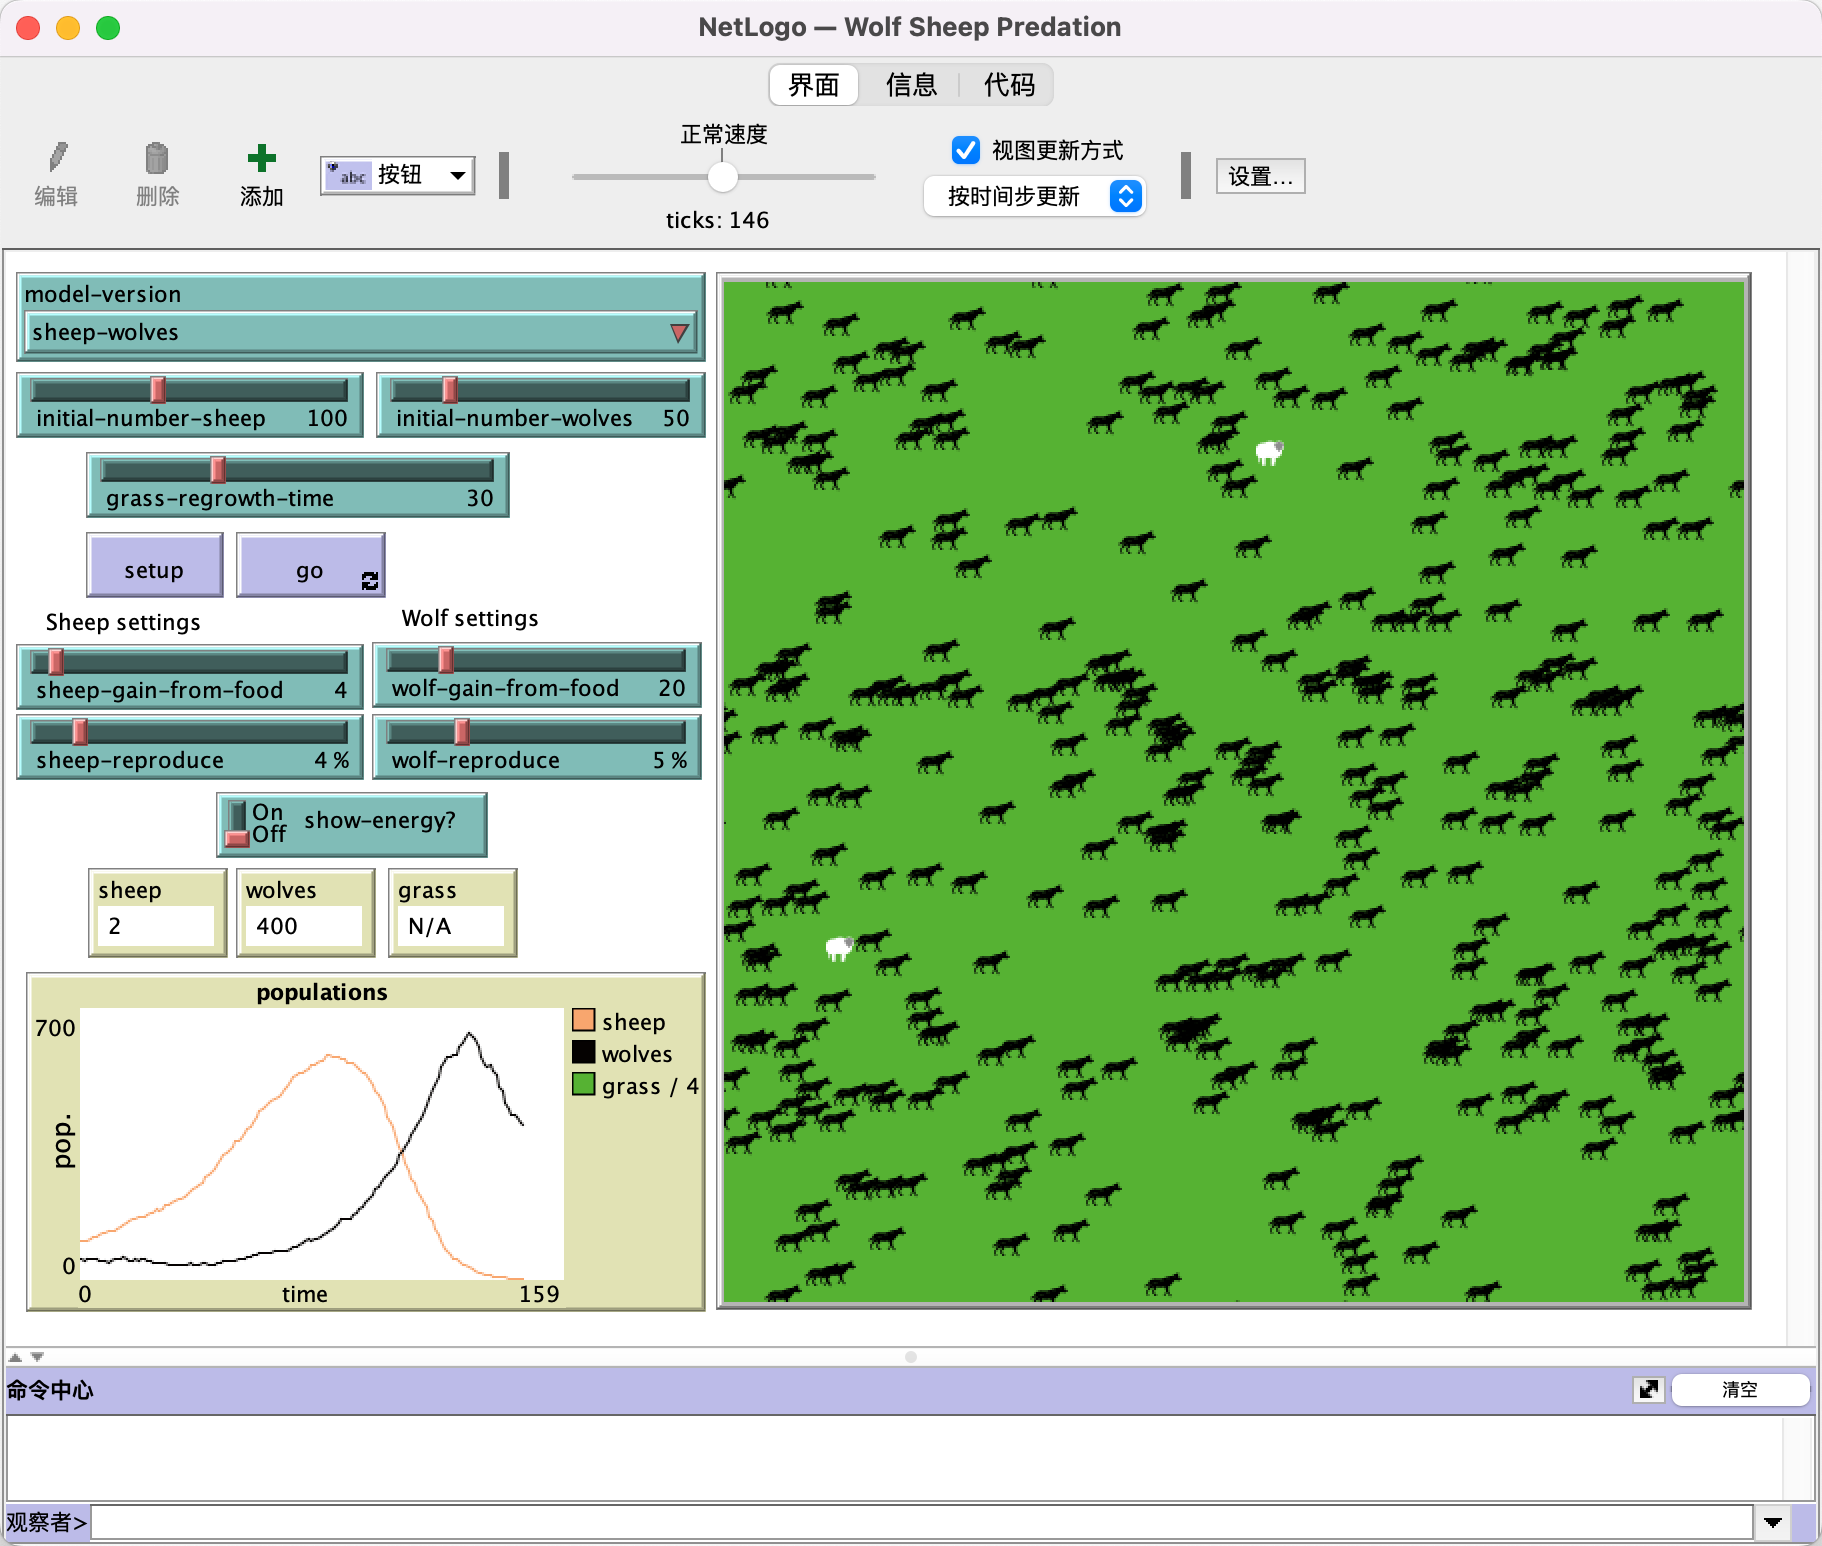 NetLogo — Wolf Sheep Predation
界面 信息 代码
编辑 删除 添加 abc 按钮
正常速度
ticks: 146
视图更新方式
按时间步更新
设置...
model-version
sheep-wolves
initial-number-sheep 100
initial-number-wolves 50
grass-regrowth-time 30
setup
go
Sheep settings
Wolf settings
sheep-gain-from-food 4
wolf-gain-from-food 20
sheep-reproduce 4 %
wolf-reproduce 5 %
On
Off
show-energy?
sheep
2
wolves
400
grass
N/A
populations
700
pop.
0
0
time
159
sheep
wolves
grass / 4
命令中心
清空
观察者>